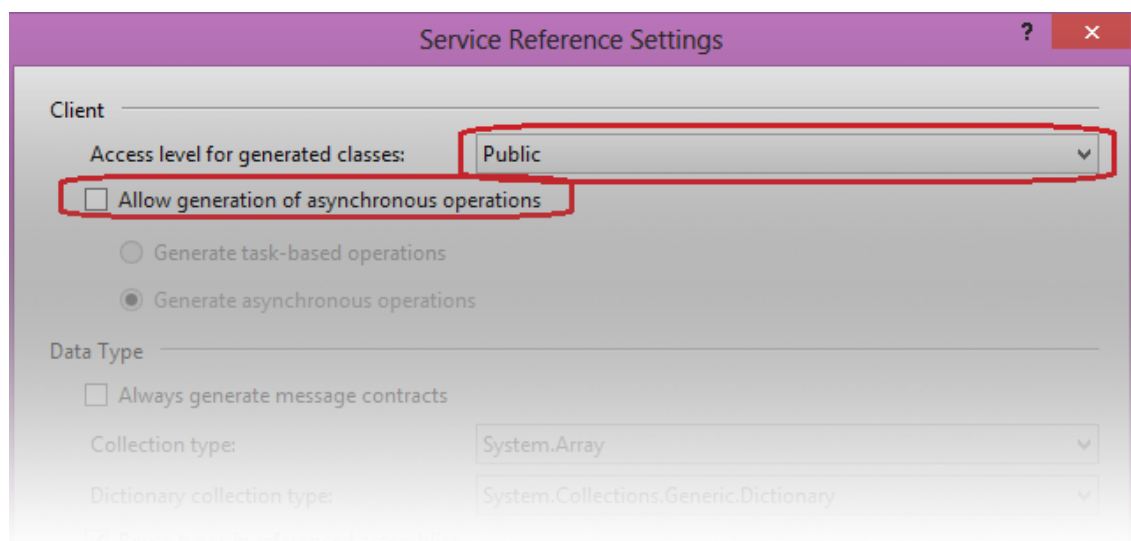 Service Reference Settings ?
Client
Access level for generated classes: Public
Allow generation of asynchronous operations
Generate task-based operations
Generate asynchronous operations
Data Type
Always generate message contracts
Collection type: System.Array
Dictionary collection type: System.Collections.Generic.Dictionary